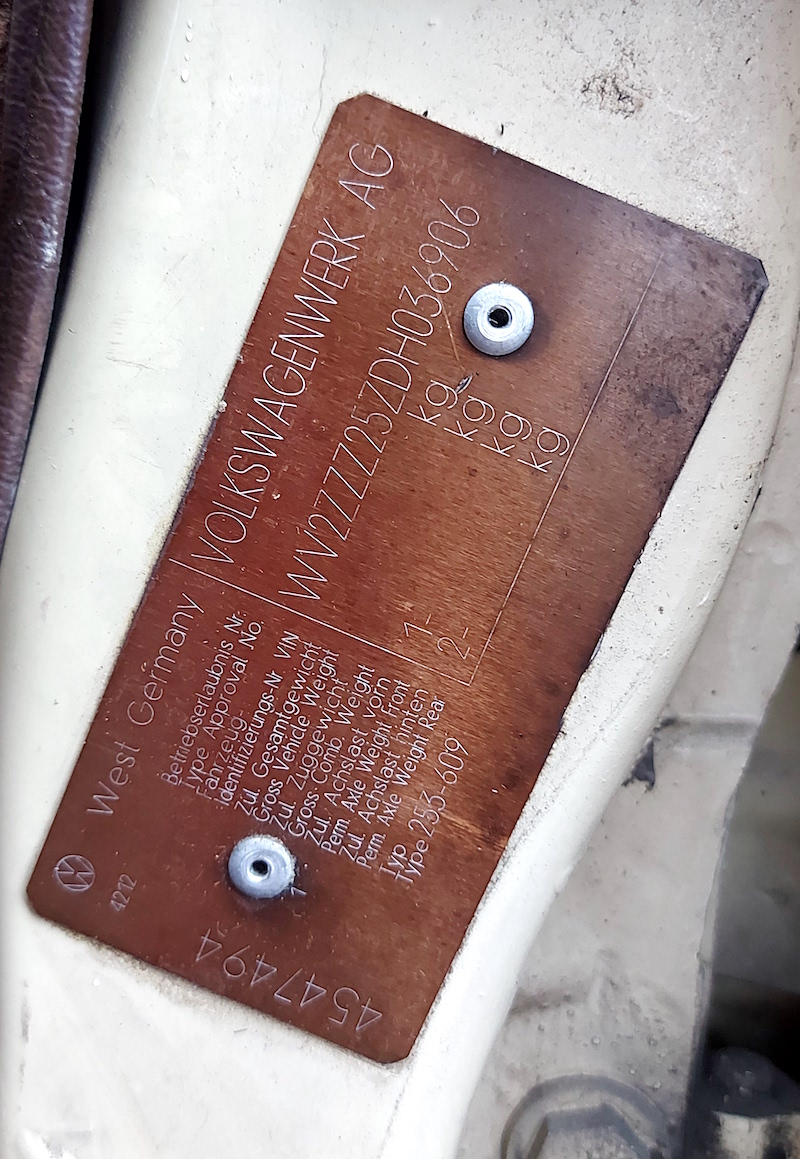 West Germany VOLKSWAGENWERK AG
Betriebserlaubnis Nr.
Type Approval No.
Fahrzeug-
Identifizierungs-Nr. VIN WV2ZZZ25ZDH036906
Zul. Gesamtgewicht
Gross Vehicle Weight kg
Zul. Zuggewicht
Gross-Comb. Weight kg
Zul. Achslast vorn
Perm. Axle Weight Front 1- kg
Zul. Achslast hinten
Perm. Axle Weight Rear 2- kg
Typ
Type 253-609
4212
1
4547494